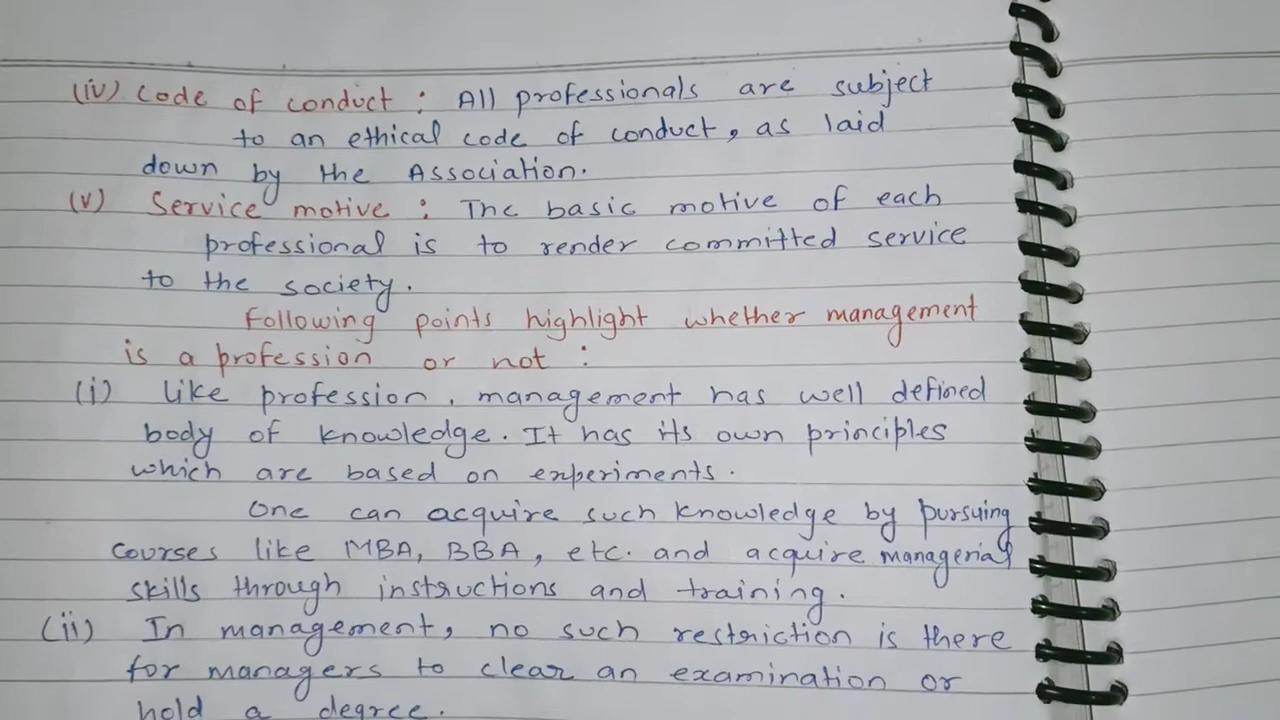 (iv) Code of conduct : All professionals are subject
to an ethical code of conduct, as laid
down by the Association.
(v) Service motive : The basic motive of each
professional is to render committed service
to the society.
Following points highlight whether management
is a profession or not :
(i) Like profession, management has well defined
body of knowledge. It has its own principles
which are based on experiments.
One can acquire such knowledge by pursuing
courses like MBA, BBA, etc. and acquire managerial
skills through instructions and training.
(ii) In management, no such restriction is there
for managers to clear an examination or
hold a degree.